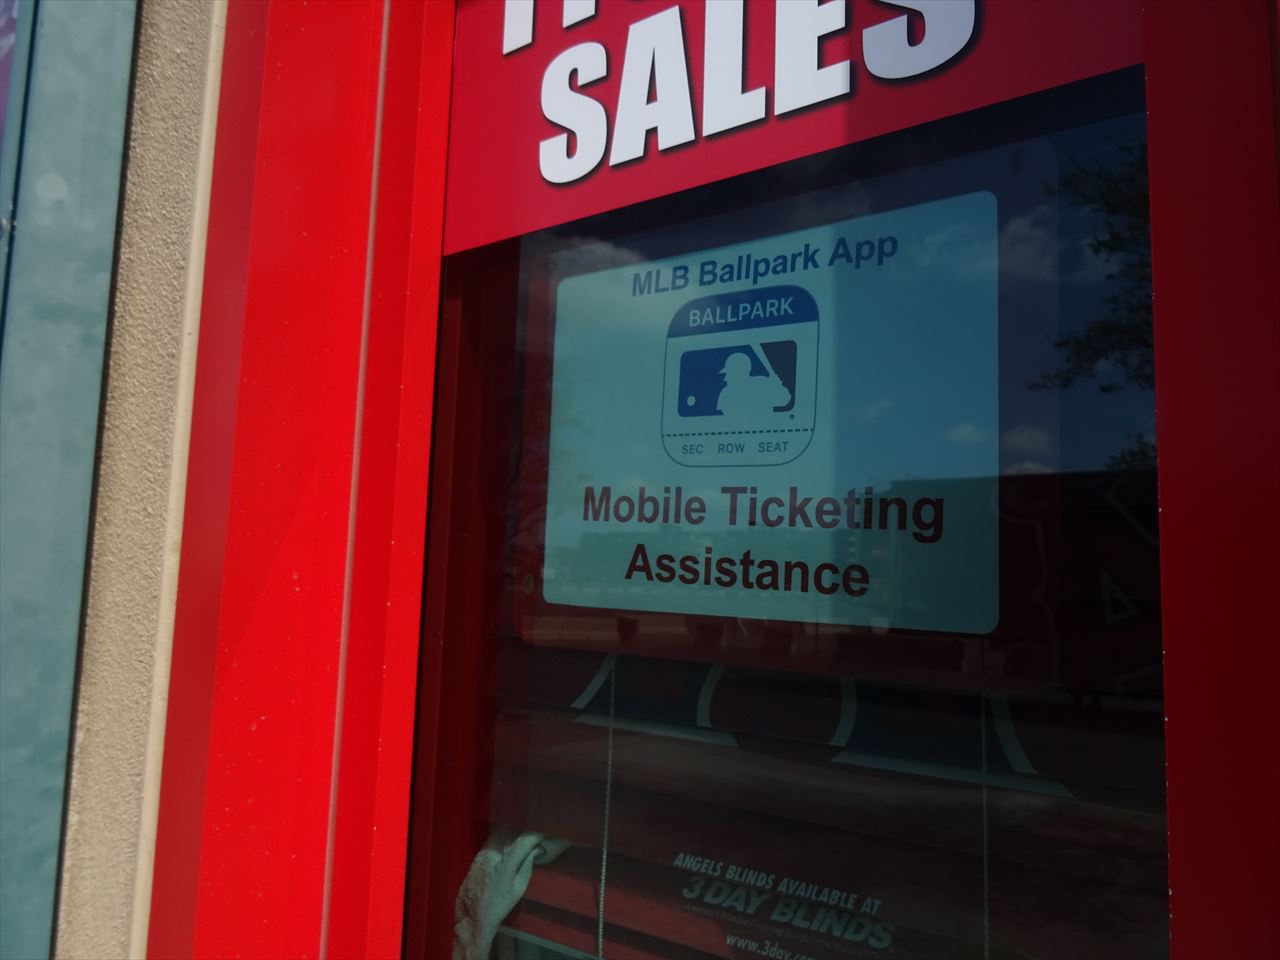 SALES
MLB Ballpark App
BALLPARK
SEC ROW SEAT
Mobile Ticketing
Assistance
ANGELS BLINDS AVAILABLE AT
3 DAY BLINDS